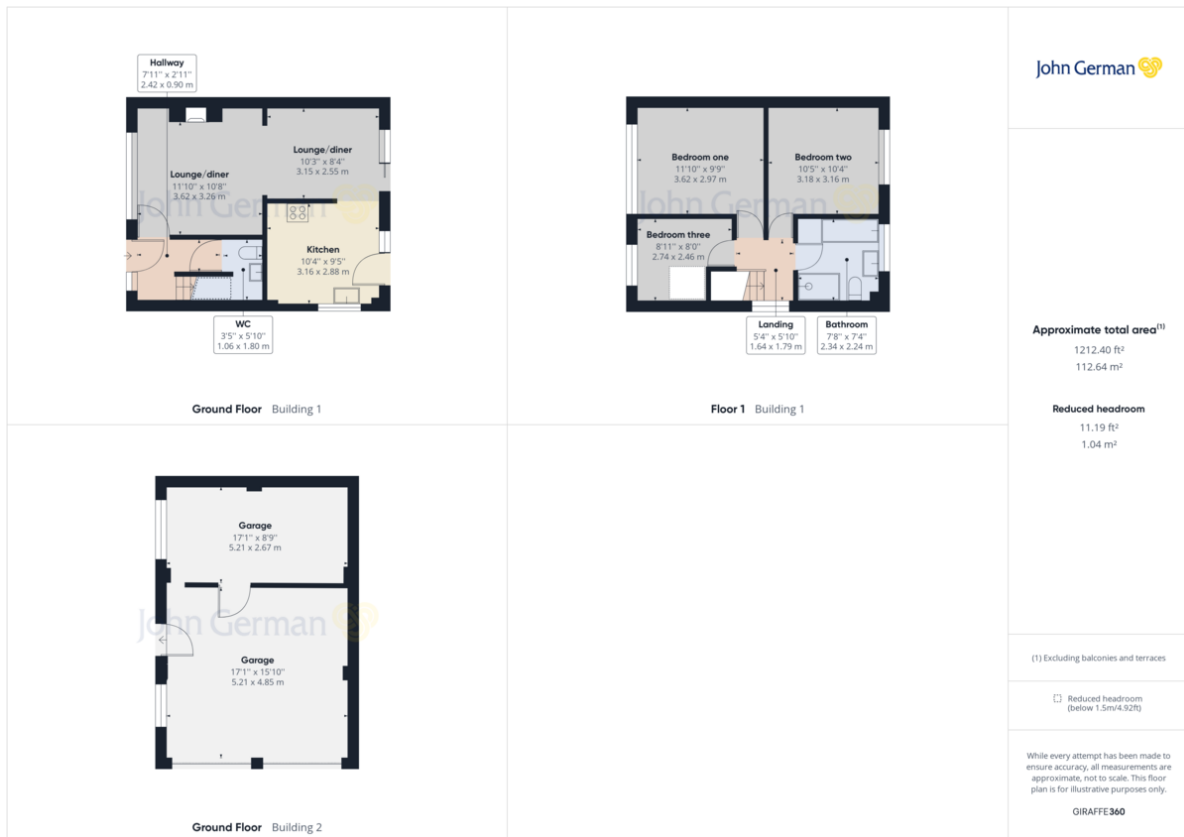 Hallway
7'11" x 2'11"
2.42 x 0.90 m
Lounge/diner
10'3" x 8'4"
3.15 x 2.55 m
Lounge/diner
11'10" x 10'8"
3.62 x 3.26 m
John German
Kitchen
10'4" x 9'5"
3.16 x 2.88 m
WC
3'5" x 5'10"
1.06 x 1.80 m
Ground Floor Building 1
Bedroom one
11'10" x 9'9"
3.62 x 2.97 m
Bedroom two
10'5" x 10'4"
3.18 x 3.16 m
John German
Bedroom three
8'11" x 8'0"
2.74 x 2.46 m
Landing
5'4" x 5'10"
1.64 x 1.79 m
Bathroom
7'8" x 7'4"
2.34 x 2.24 m
Floor 1 Building 1
Garage
17'1" x 8'9"
5.21 x 2.67 m
John German
Garage
17'1" x 15'10"
5.21 x 4.85 m
Ground Floor Building 2
John German
Approximate total area(1)
1212.40 ft²
112.64 m²
Reduced headroom
11.19 ft²
1.04 m²
(1) Excluding balconies and terraces
Reduced headroom
(below 1.5m/4.92ft)
While every attempt has been made to
ensure accuracy, all measurements are
approximate, not to scale. This floor
plan is for illustrative purposes only.
GIRAFFE360